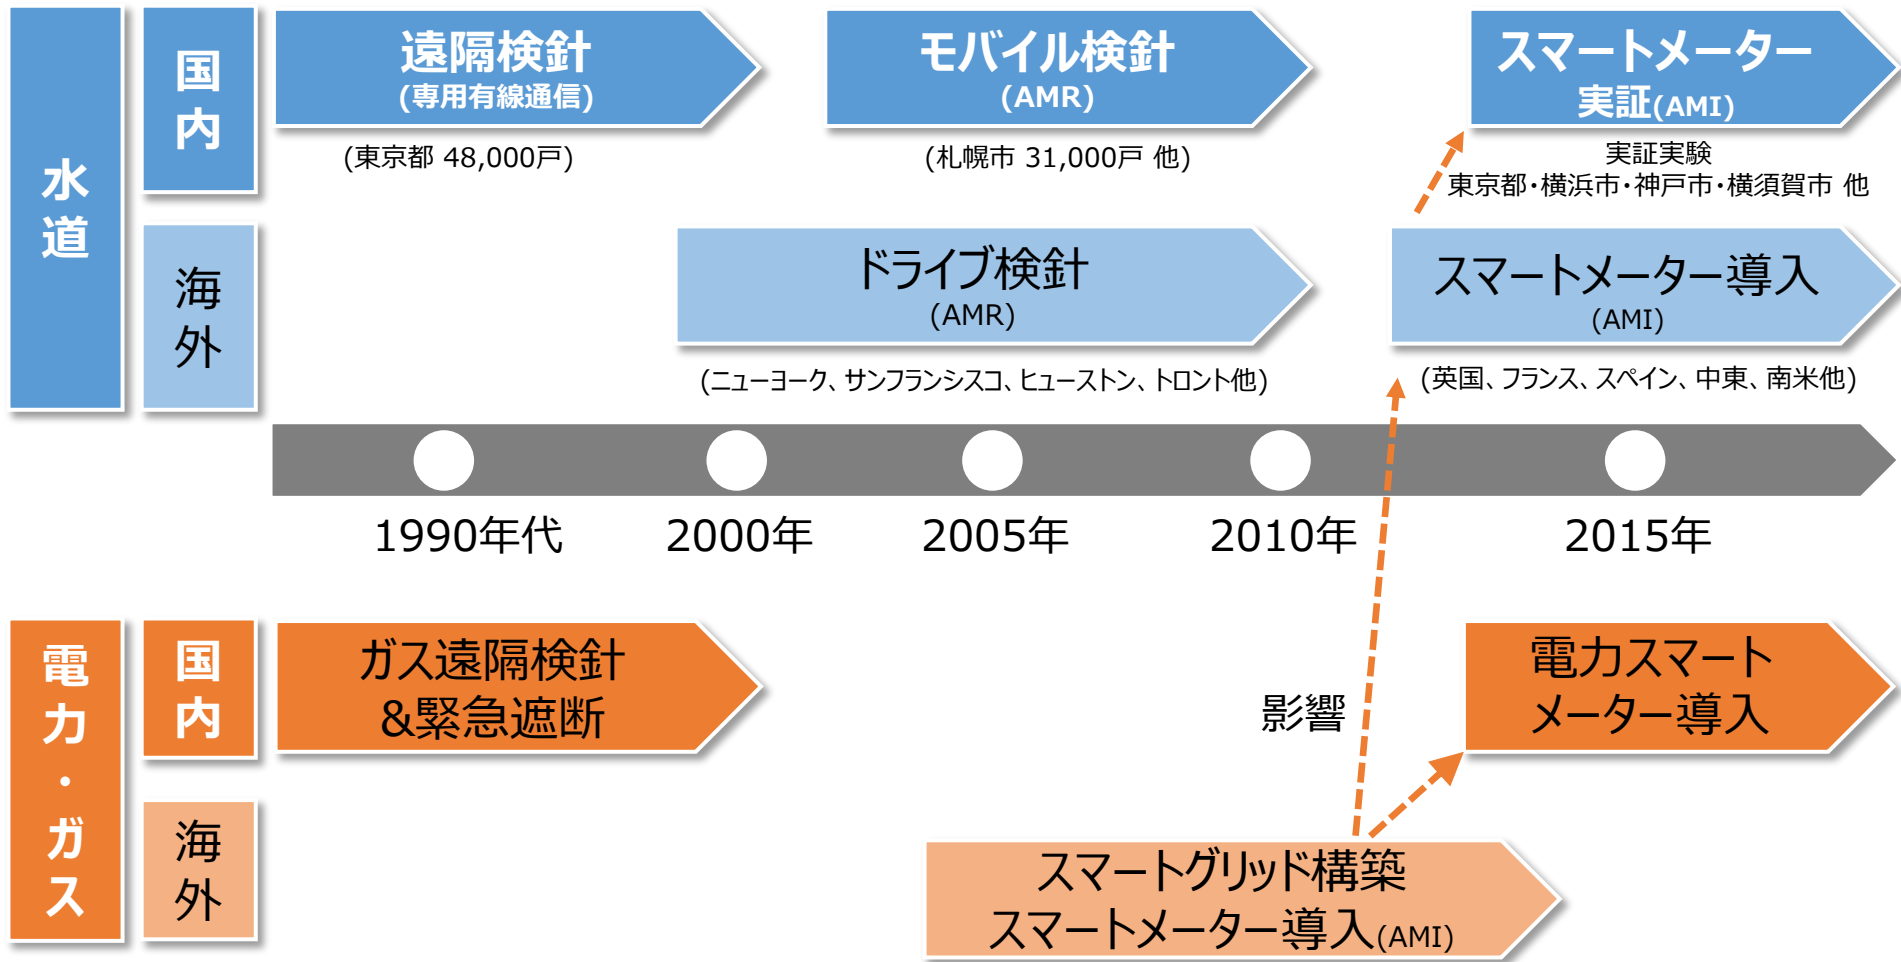 水道
国内
遠隔検針
(専用有線通信)
(東京都 48,000戸)
モバイル検針
(AMR)
(札幌市 31,000戸 他)
スマートメーター
実証(AMI)
実証実験
東京都・横浜市・神戸市・横須賀市 他
海外
ドライブ検針
(AMR)
(ニューヨーク、サンフランシスコ、ヒューストン、トロント他)
スマートメーター導入
(AMI)
(英国、フランス、スペイン、中東、南米他)
1990年代
2000年
2005年
2010年
2015年
電力・ガス
国内
ガス遠隔検針
&緊急遮断
影響
電力スマート
メーター導入
海外
スマートグリッド構築
スマートメーター導入(AMI)